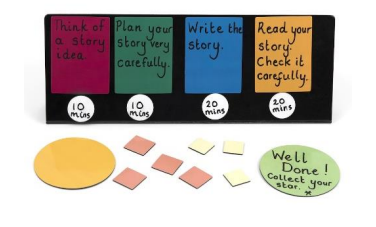 Think of
a story
idea.
Plan your
story very
carefully.
Write the
story.
Read your
story.
Check it
carefully.
10
mins
10
mins
20
mins
20
mins
Well
Done!
Collect your
star.